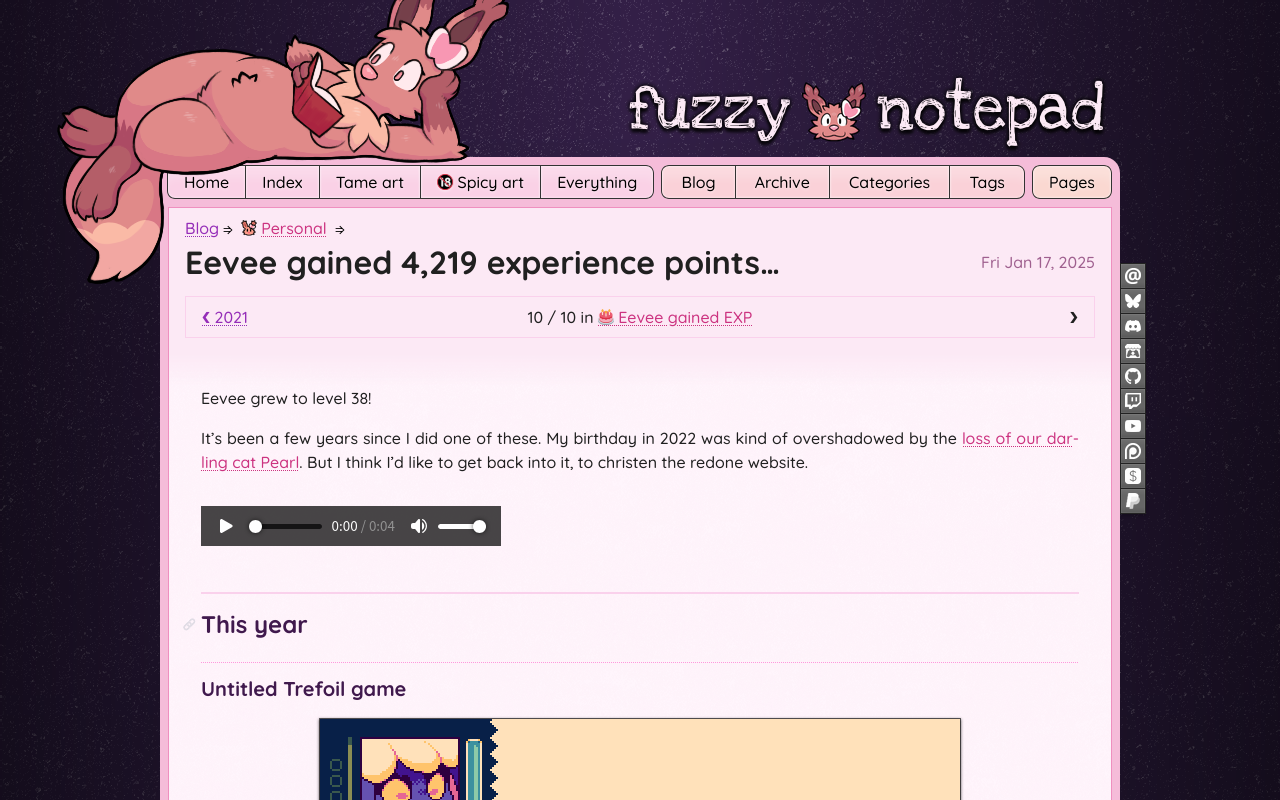 fuzzy notepad
Home Index Tame art 18 Spicy art Everything Blog Archive Categories Tags Pages
Blog ⇒ Personal ⇒
Eevee gained 4,219 experience points… Fri Jan 17, 2025
❮ 2021 10 / 10 in Eevee gained EXP ❯
Eevee grew to level 38!
It’s been a few years since I did one of these. My birthday in 2022 was kind of overshadowed by the loss of our dar-
ling cat Pearl. But I think I’d like to get back into it, to christen the redone website.
0:00 / 0:04
This year
Untitled Trefoil game